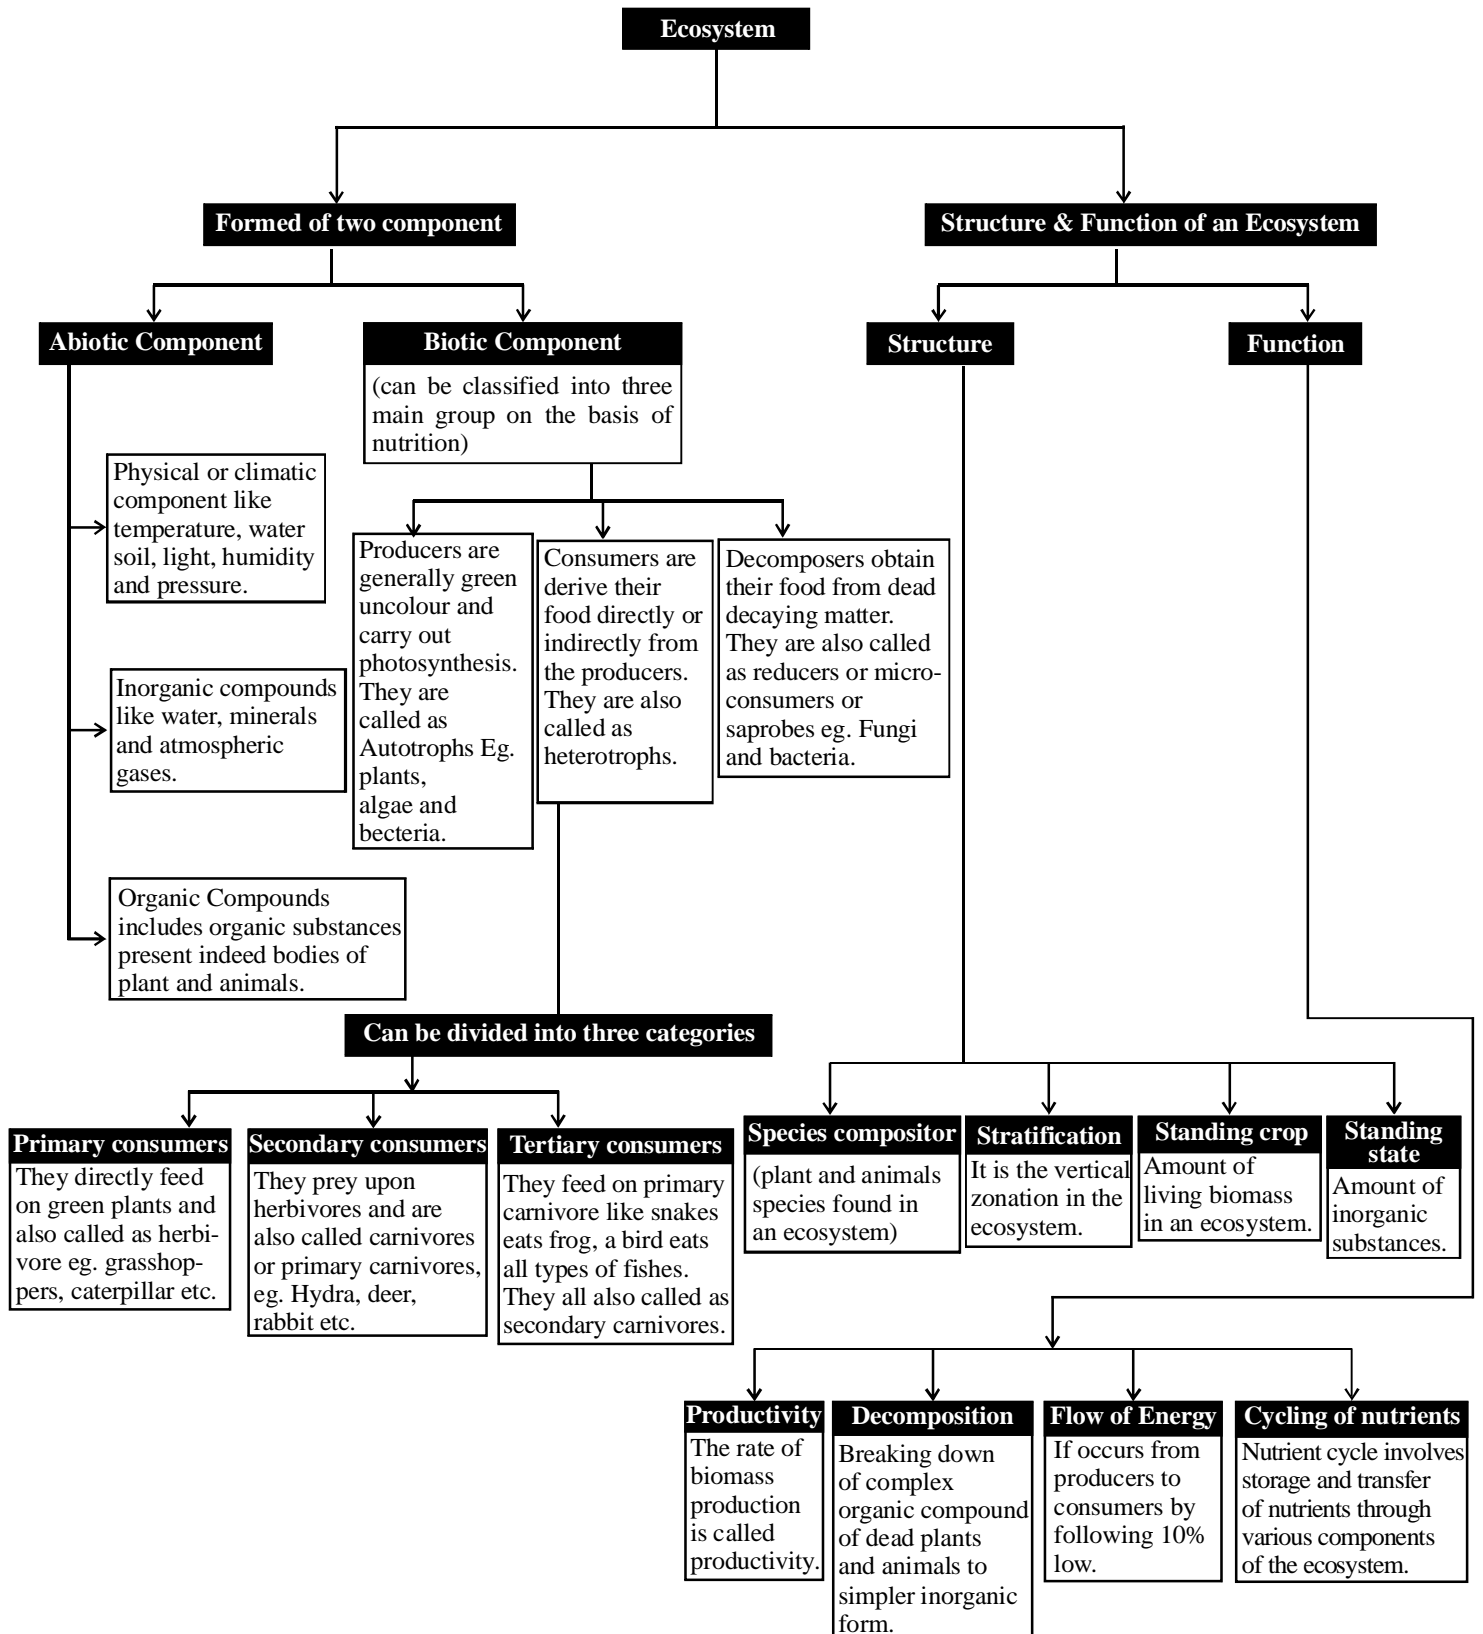 Ecosystem
Formed of two component
Structure & Function of an Ecosystem
Abiotic Component
Physical or climatic
component like
temperature, water
soil, light, humidity
and pressure.
Inorganic compounds
like water, minerals
and atmospheric
gases.
Organic Compounds
includes organic substances
present indeed bodies of
plant and animals.
Biotic Component
(can be classified into three
main group on the basis of
nutrition)
Producers are
generally green
uncolour and
carry out
photosynthesis.
They are
called as
Autotrophs Eg.
plants,
algae and
becteria.
Consumers are
derive their
food directly or
indirectly from
the producers.
They are also
called as
heterotrophs.
Decomposers obtain
their food from dead
decaying matter.
They are also called
as reducers or micro-
consumers or
saprobes eg. Fungi
and bacteria.
Can be divided into three categories
Primary consumers
They directly feed
on green plants and
also called as herbi-
vore eg. grasshop-
pers, caterpillar etc.
Secondary consumers
They prey upon
herbivores and are
also called carnivores
or primary carnivores,
eg. Hydra, deer,
rabbit etc.
Tertiary consumers
They feed on primary
carnivore like snakes
eats frog, a bird eats
all types of fishes.
They all also called as
secondary carnivores.
Structure
Species compositor
(plant and animals
species found in
an ecosystem)
Stratification
It is the vertical
zonation in the
ecosystem.
Standing crop
Amount of
living biomass
in an ecosystem.
Standing
state
Amount of
inorganic
substances.
Function
Productivity
The rate of
biomass
production
is called
productivity.
Decomposition
Breaking down
of complex
organic compound
of dead plants
and animals to
simpler inorganic
form.
Flow of Energy
If occurs from
producers to
consumers by
following 10%
low.
Cycling of nutrients
Nutrient cycle involves
storage and transfer
of nutrients through
various components
of the ecosystem.